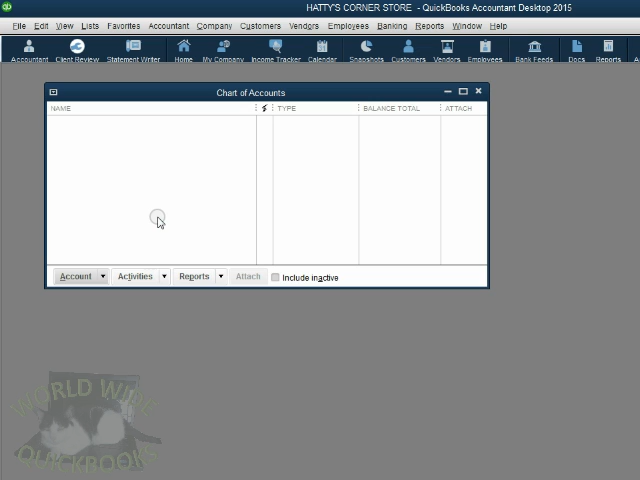 HATTY'S CORNER STORE - QuickBooks Accountant Desktop 2015
File Edit View Lists Favorites Accountant Company Customers Vendors Employees Banking Reports Window Help
Accountant Client Review Statement Writer Home My Company Income Tracker Calendar Snapshots Customers Vendors Employees Bank Feeds Docs Reports
Chart of Accounts
NAME TYPE BALANCE TOTAL ATTACH
Account Activities Reports Attach Include inactive
WORLD WIDE
QUICKBOOKS